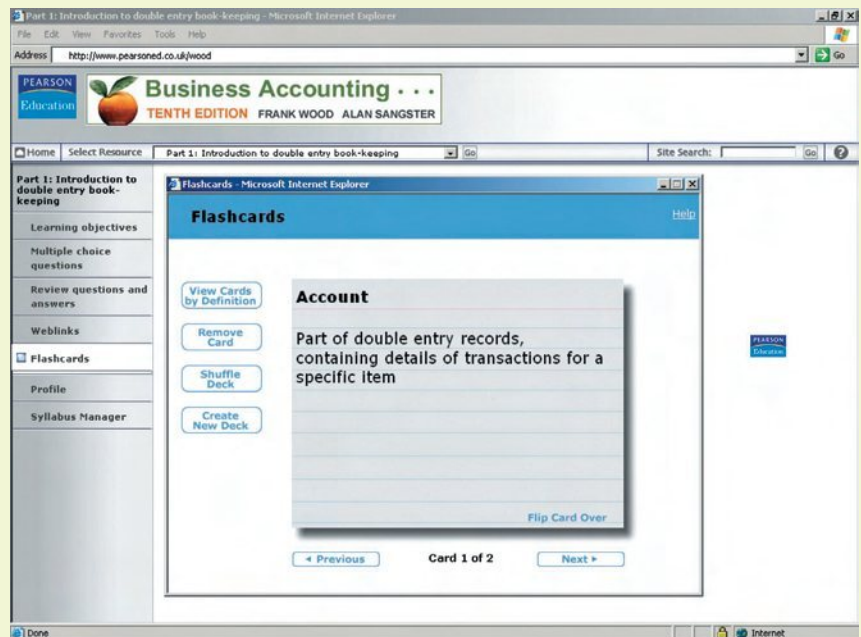 Part 1: Introduction to double entry book-keeping - Microsoft Internet Explorer
File Edit View Favorites Tools Help
Address http://www.pearsoned.co.uk/wood
Go
PEARSON
Education
Business Accounting . . .
TENTH EDITION FRANK WOOD ALAN SANGSTER
Home Select Resource Part 1: Introduction to double entry book-keeping Go Site Search: Go ?
Part 1: Introduction to
double entry book-
keeping
Learning objectives
Multiple choice
questions
Review questions and
answers
Weblinks
Flashcards
Profile
Syllabus Manager
Flashcards - Microsoft Internet Explorer
Flashcards
Help
View Cards
by Definition
Remove
Card
Shuffle
Deck
Create
New Deck
Account
Part of double entry records,
containing details of transactions for a
specific item
Flip Card Over
Previous Card 1 of 2 Next
PEARSON
Education
Done Internet